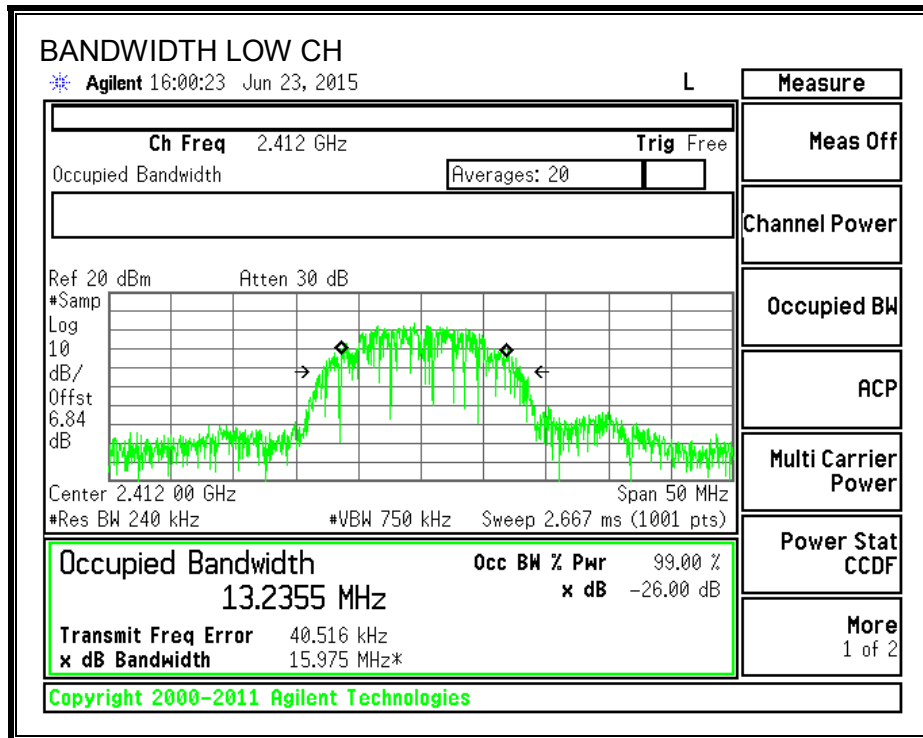 BANDWIDTH LOW CH
Agilent 16:00:23 Jun 23, 2015 L
Ch Freq 2.412 GHz Trig Free
Occupied Bandwidth Averages: 20
Ref 20 dBm Atten 30 dB
#Samp
Log
10
dB/
Offst
6.84
dB
Center 2.412 00 GHz Span 50 MHz
#Res BW 240 kHz #VBW 750 kHz Sweep 2.667 ms (1001 pts)
Occupied Bandwidth Occ BW % Pwr 99.00 %
13.2355 MHz x dB -26.00 dB
Transmit Freq Error 40.516 kHz
x dB Bandwidth 15.975 MHz*
Copyright 2000-2011 Agilent Technologies
Measure
Meas Off
Channel Power
Occupied BW
ACP
Multi Carrier
Power
Power Stat
CCDF
More
1 of 2